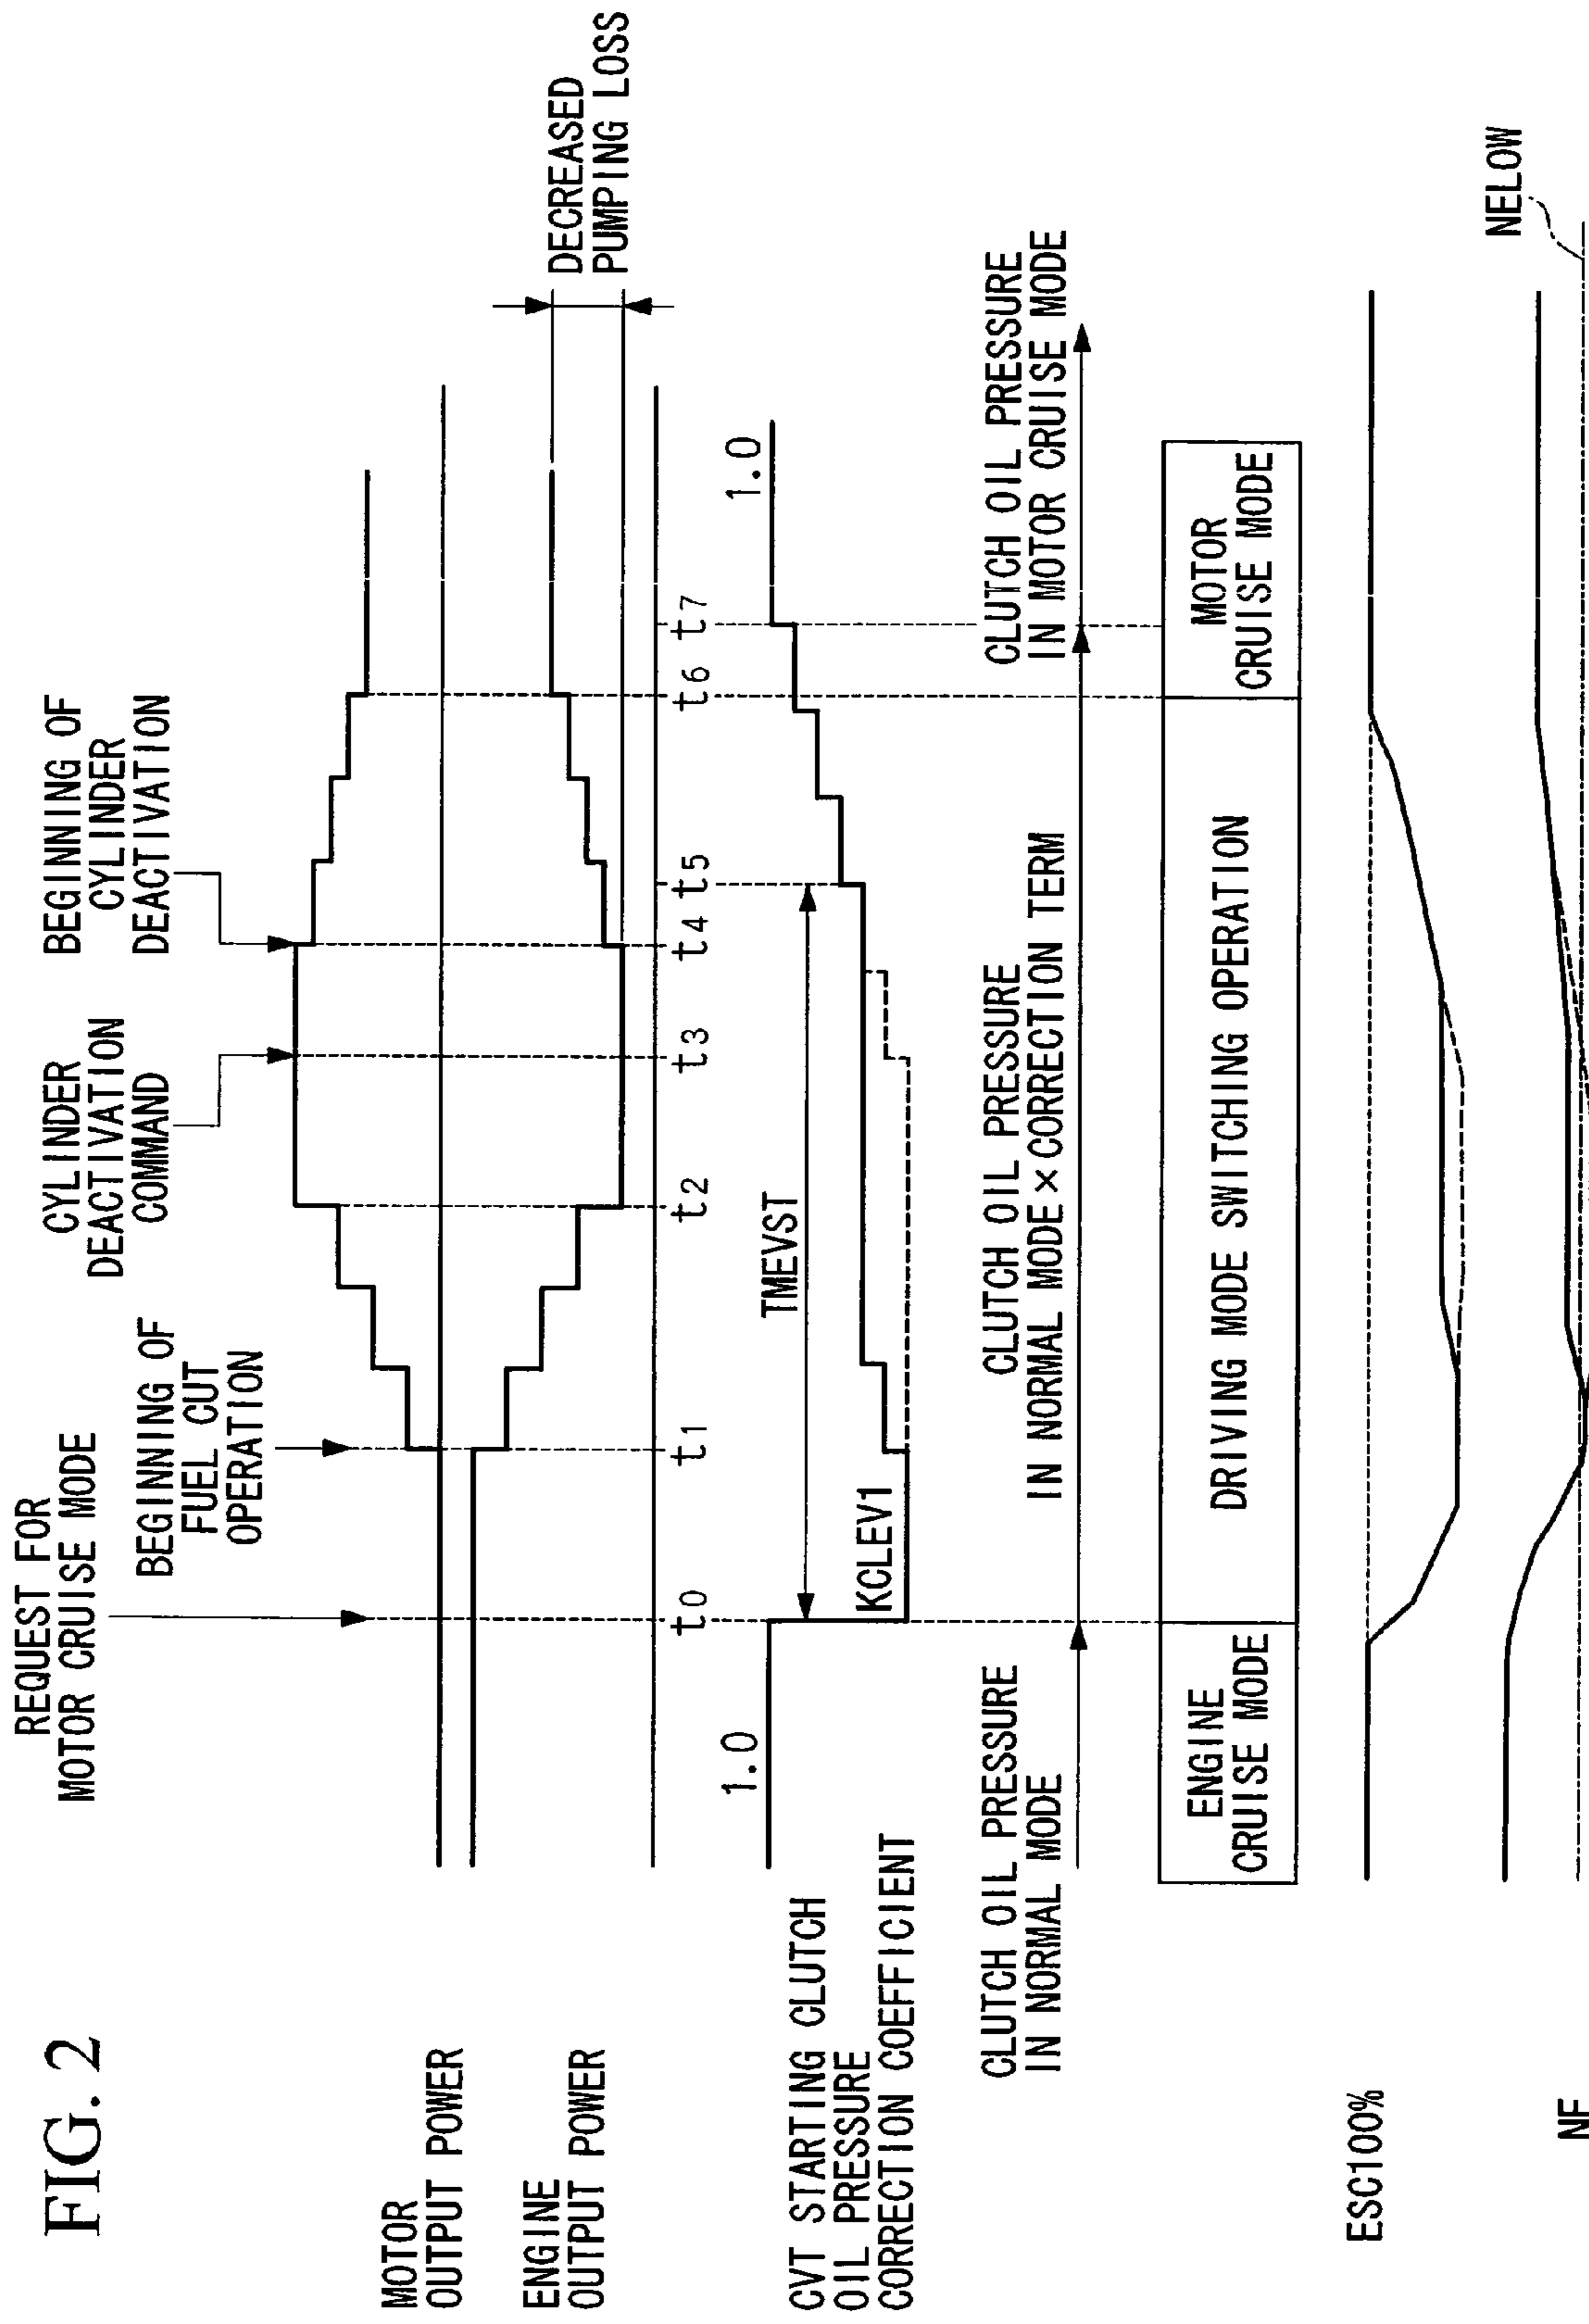 FIG. 2
REQUEST FOR
MOTOR CRUISE MODE
BEGINNING OF
FUEL CUT
OPERATION
CYLINDER
DEACTIVATION
COMMAND
BEGINNING OF
CYLINDER
DEACTIVATION
MOTOR
OUTPUT POWER
ENGINE
OUTPUT POWER
DECREASED
PUMPING LOSS
t0
t1
t2
t3
t4
t5
t6
t7
CVT STARTING CLUTCH
OIL PRESSURE
CORRECTION COEFFICIENT
1.0
KCLEV1
TMEVST
1.0
CLUTCH OIL PRESSURE
IN NORMAL MODE
CLUTCH OIL PRESSURE
IN NORMAL MODE × CORRECTION TERM
CLUTCH OIL PRESSURE
IN MOTOR CRUISE MODE
ENGINE
CRUISE MODE
DRIVING MODE SWITCHING OPERATION
MOTOR
CRUISE MODE
ESC100%
NELOW